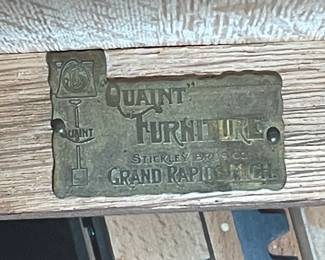 QUAINT
"QUAINT"
FURNITURE
STICKLEY BROS. CO.
GRAND RAPIDS, MICH.